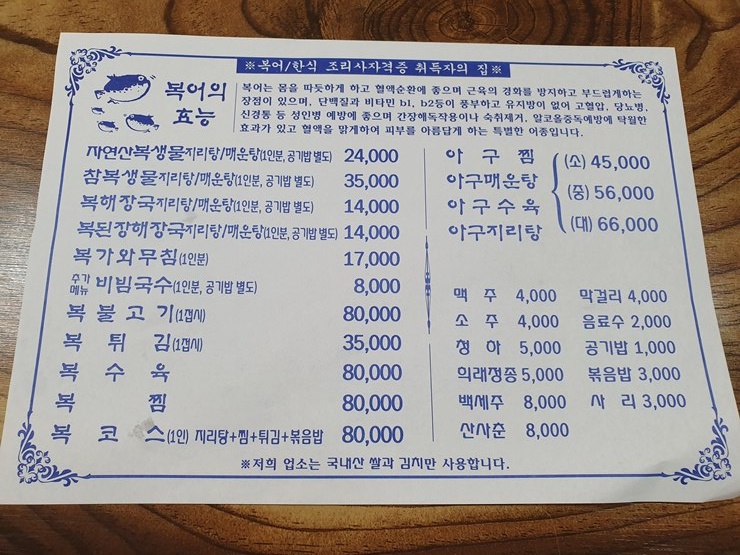 ※복어/한식 조리사자격증 취득자의 집※
복어의
효능
복어는 몸을 따듯하게 하고 혈액순환에 좋으며 근육의 경화를 방지하고 부드럽게하는
장점이 있으며, 단백질과 비타민 b1, b2등이 풍부하고 유지방이 없어 고혈압, 당뇨병,
신경통 등 성인병 예방에 좋으며 간장해독작용이나 숙취제거, 알코올중독예방에 탁월한
효과가 있고 혈액을 맑게하여 피부를 아름답게 하는 특별한 어종입니다.
자연산복생물지리탕/매운탕(1인분, 공기밥 별도) 24,000
참복생물지리탕/매운탕(1인분, 공기밥 별도) 35,000
복해장국지리탕/매운탕(1인분, 공기밥 별도) 14,000
복된장해장국지리탕/매운탕(1인분, 공기밥 별도) 14,000
복가와무침(1인분) 17,000
추가메뉴 비빔국수(1인분, 공기밥 별도) 8,000
복불고기(1접시) 80,000
복튀김(1접시) 35,000
복수육 80,000
복찜 80,000
복코스(1인) 지리탕+찜+튀김+볶음밥 80,000
아구찜
아구매운탕
아구수육
아구지리탕
(소) 45,000
(중) 56,000
(대) 66,000
맥주 4,000 막걸리 4,000
소주 4,000 음료수 2,000
청하 5,000 공기밥 1,000
희래정종 5,000 볶음밥 3,000
백세주 8,000 사리 3,000
산사춘 8,000
※저희 업소는 국내산 쌀과 김치만 사용합니다.